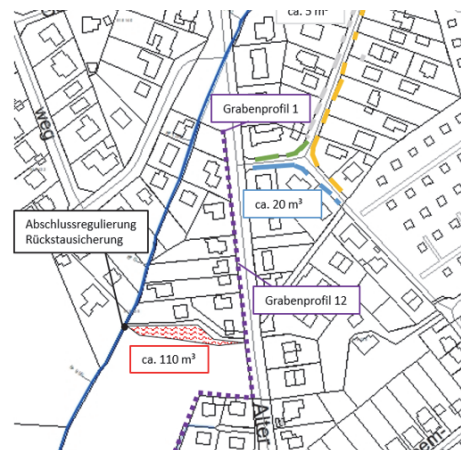 ca. 5 m³
Grabenprofil 1
weg
ca. 20 m³
Abschlussregulierung
Rückstausicherung
Grabenprofil 12
ca. 110 m³
Alter